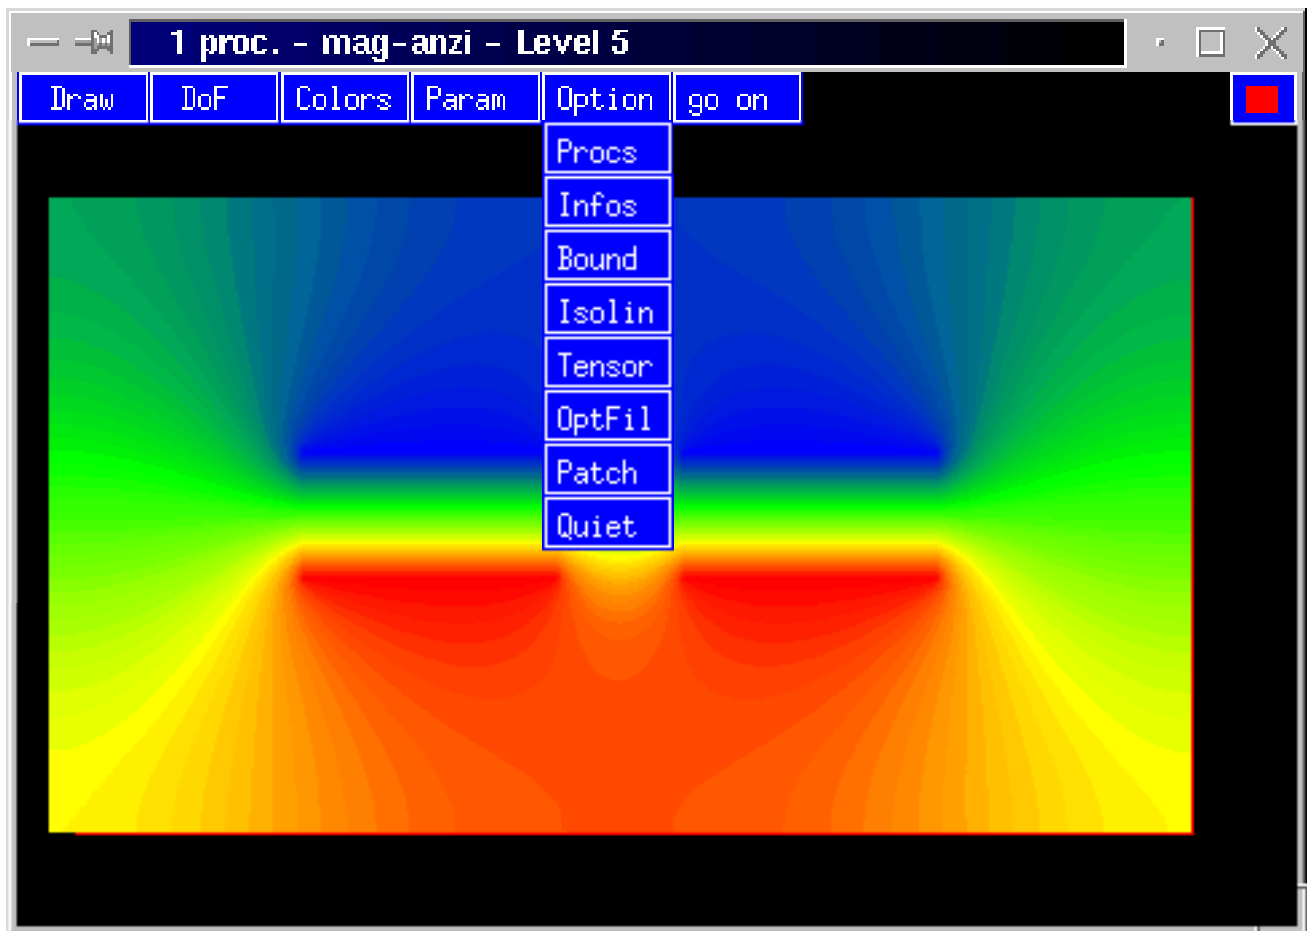 1 proc. - mag-anzi - Level 5
Draw DoF Colors Param Option go on
Procs
Infos
Bound
Isolin
Tensor
OptFil
Patch
Quiet